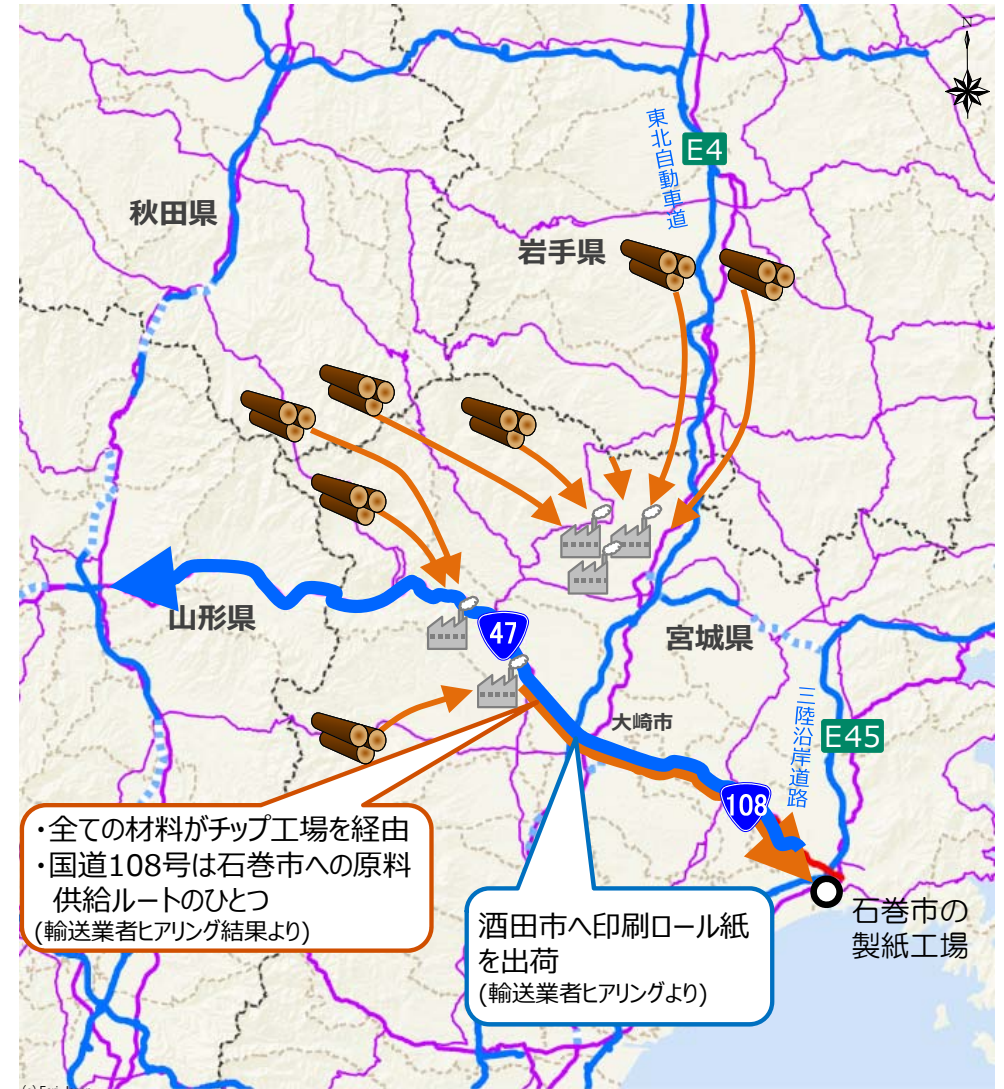 N
東北自動車道
E4
秋田県
岩手県
山形県
47
宮城県
大崎市
三陸沿岸道路
E45
108
・全ての材料がチップ工場を経由
・国道108号は石巻市への原料
供給ルートのひとつ
(輸送業者ヒアリング結果より)
酒田市へ印刷ロール紙
を出荷
(輸送業者ヒアリングより)
石巻市の
製紙工場